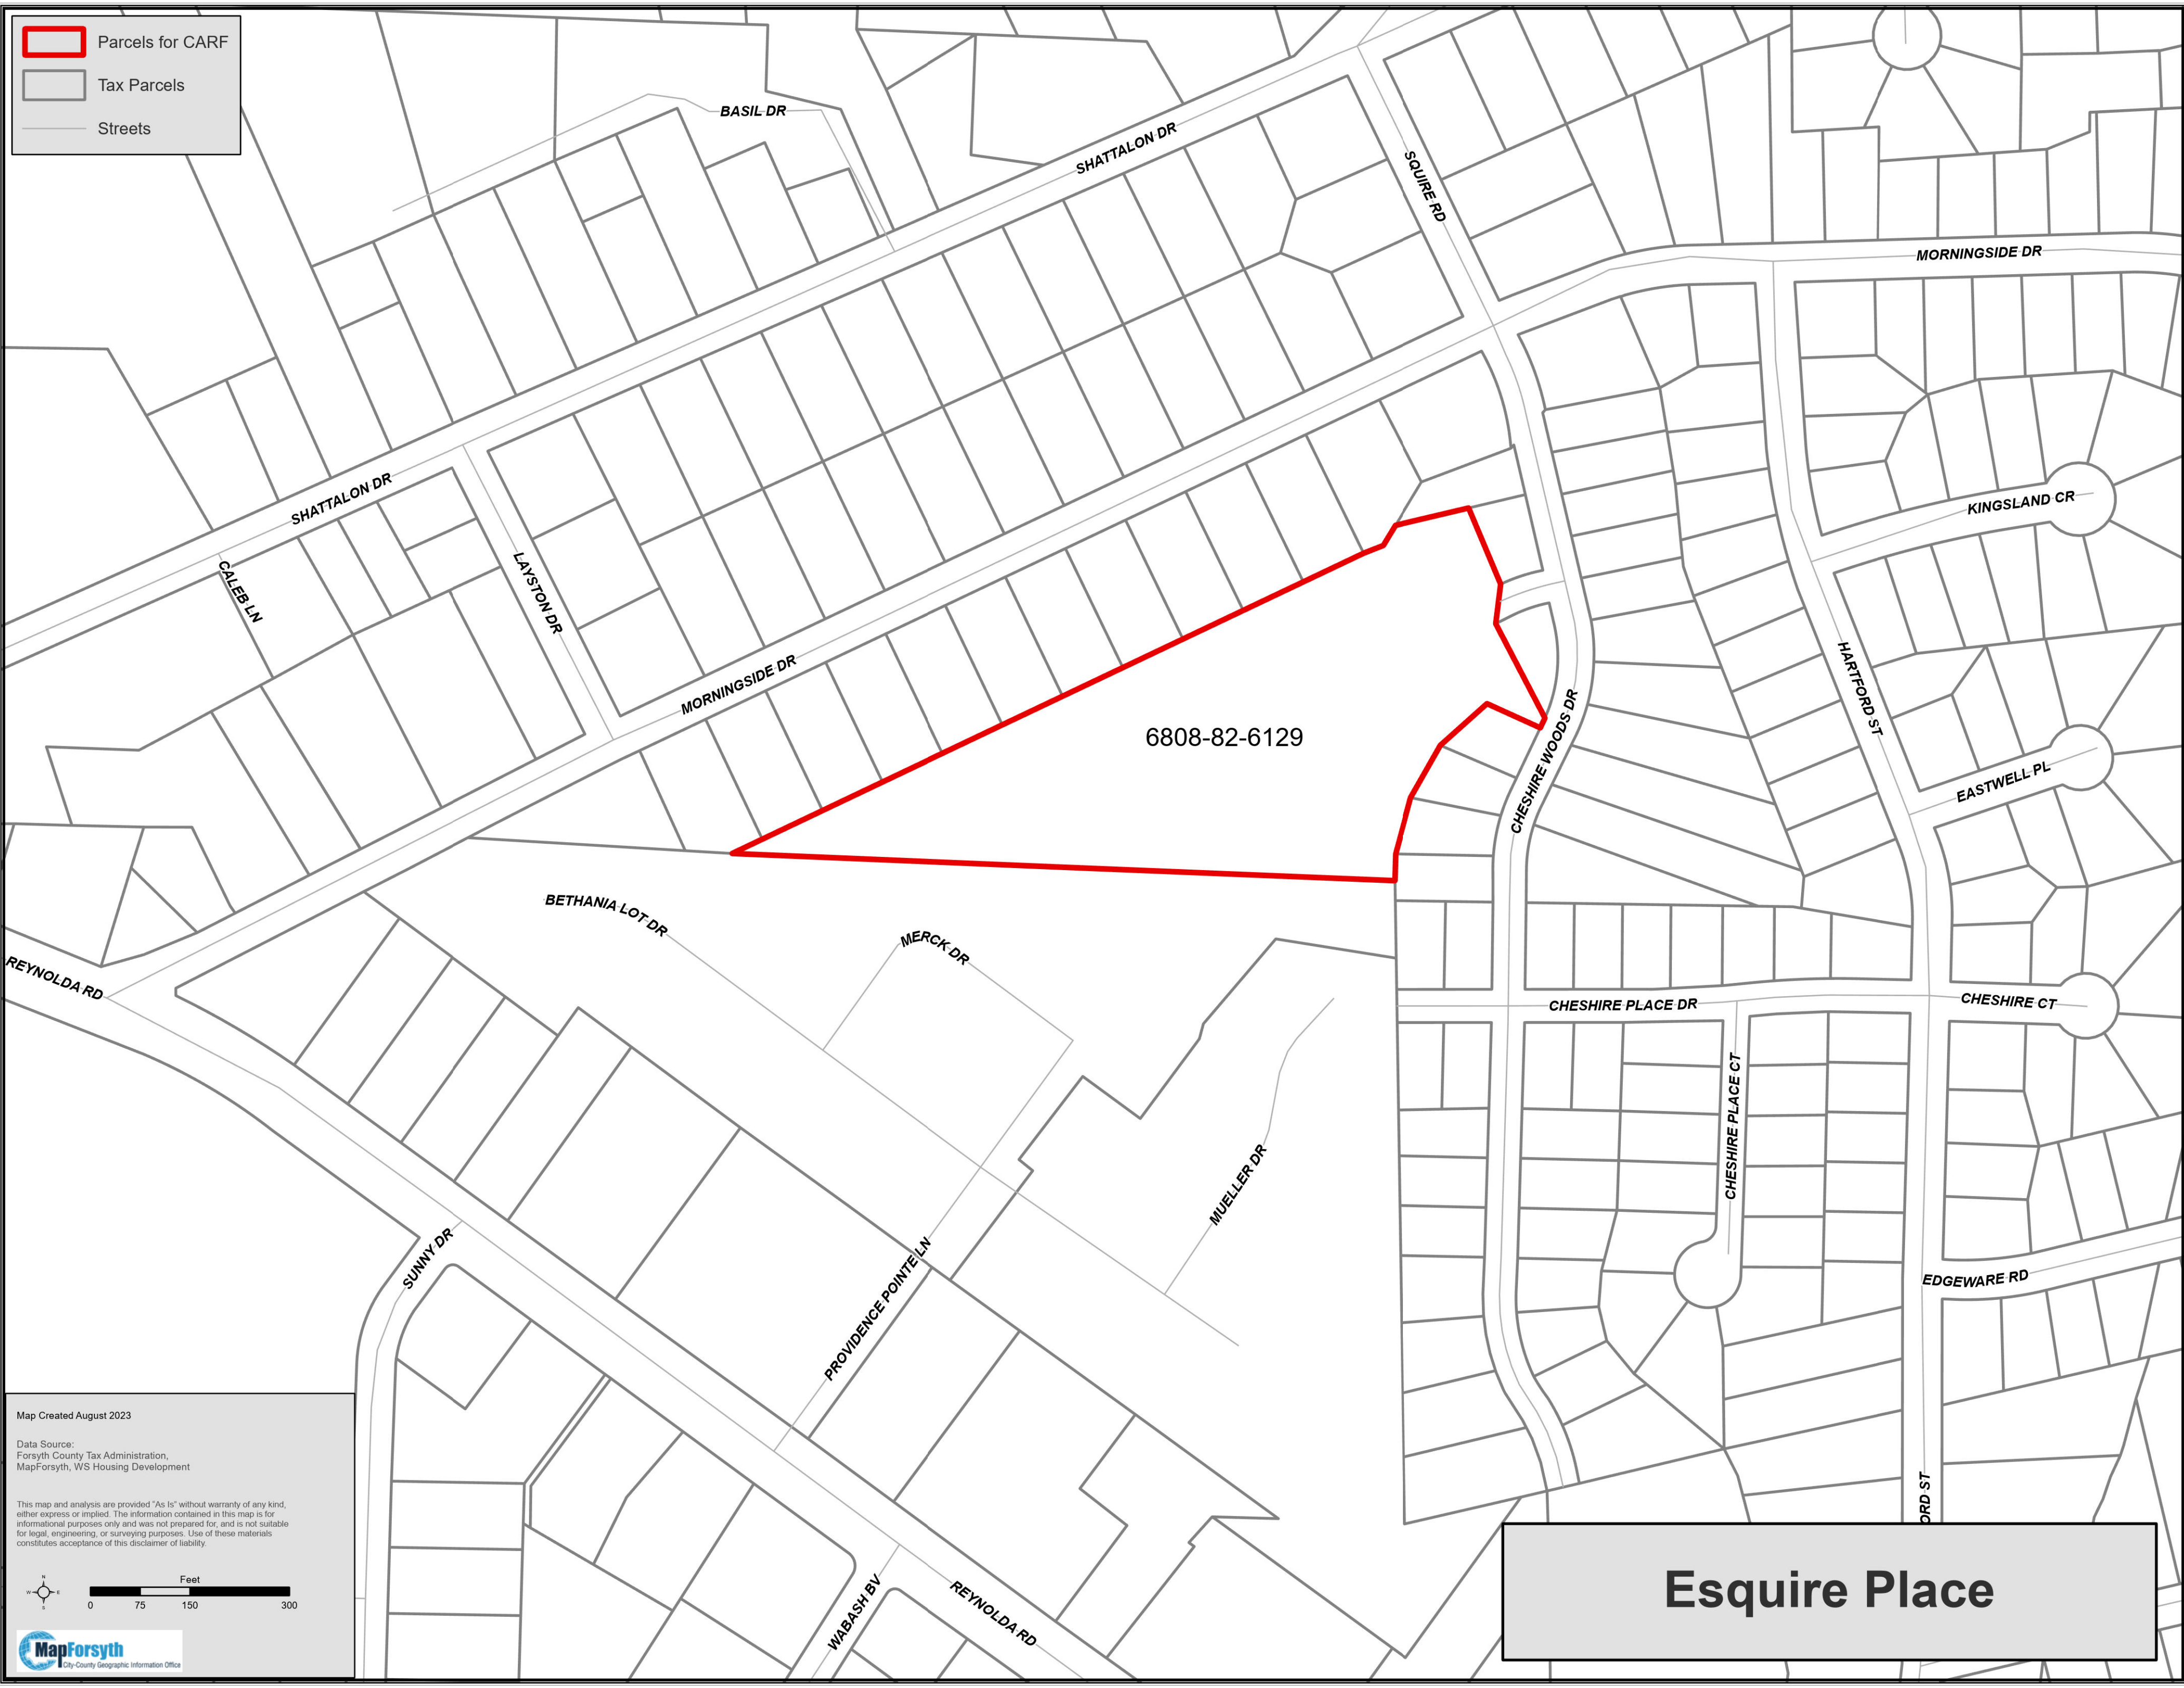 Parcels for CARF
Tax Parcels
Streets
BASIL DR
SHATTALON DR
SQUIRE RD
MORNINGSIDE DR
SHATTALON DR
KINGSLAND CR
CALEB LN
LAYSTON DR
MORNINGSIDE DR
HARTFORD ST
6808-82-6129
CHESHIRE WOODS DR
EASTWELL PL
BETHANIA LOT DR
MERCK DR
REYNOLDA RD
CHESHIRE PLACE DR
CHESHIRE CT
CHESHIRE PLACE CT
MUELLER DR
SUNNY DR
PROVIDENCE POINTE LN
EDGEWARE RD
ORD ST
WABASH BV
REYNOLDA RD
Map Created August 2023
Data Source:
Forsyth County Tax Administration,
MapForsyth, WS Housing Development
This map and analysis are provided "As Is" without warranty of any kind,
either express or implied. The information contained in this map is for
informational purposes only and was not prepared for, and is not suitable
for legal, engineering, or surveying purposes. Use of these materials
constitutes acceptance of this disclaimer of liability.
N
W E
S
Feet
0 75 150 300
MapForsyth
City-County Geographic Information Office
Esquire Place